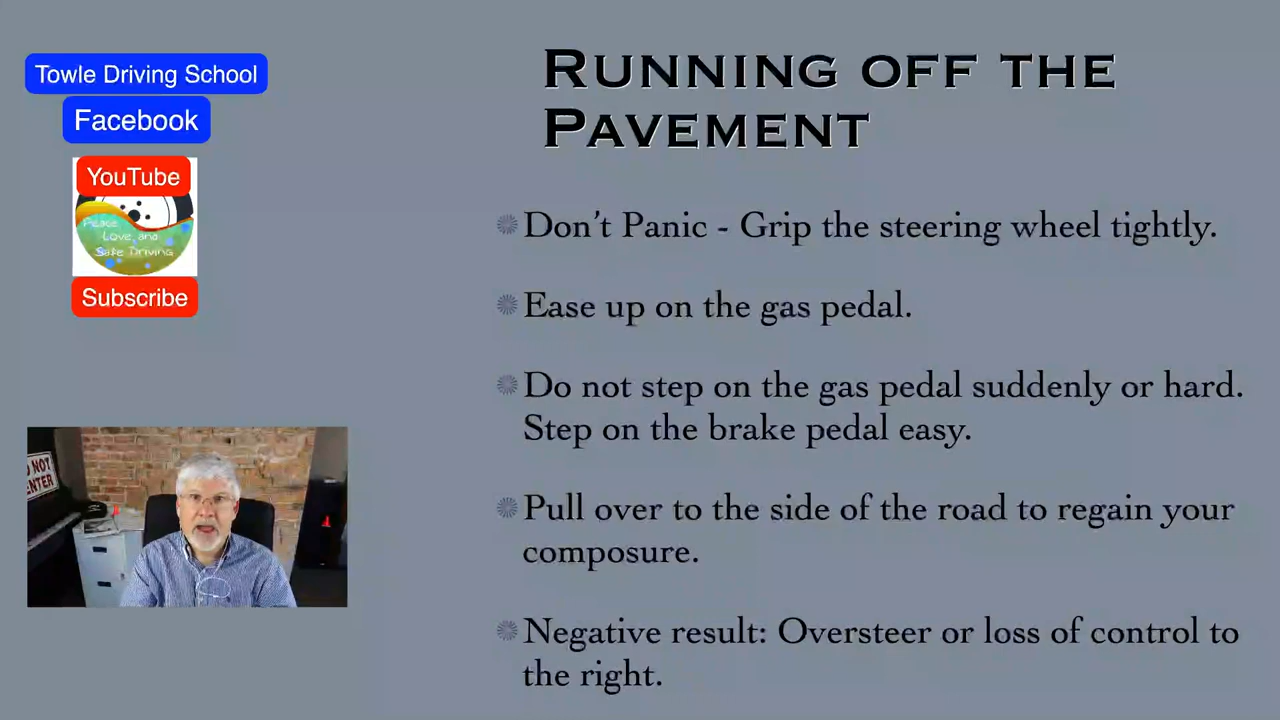 Towle Driving School
Facebook
YouTube
Peace
Love and
Safe Driving
Subscribe
RUNNING OFF THE
PAVEMENT
Don't Panic - Grip the steering wheel tightly.
Ease up on the gas pedal.
Do not step on the gas pedal suddenly or hard.
Step on the brake pedal easy.
Pull over to the side of the road to regain your
composure.
Negative result: Oversteer or loss of control to
the right.
DO NOT
ENTER